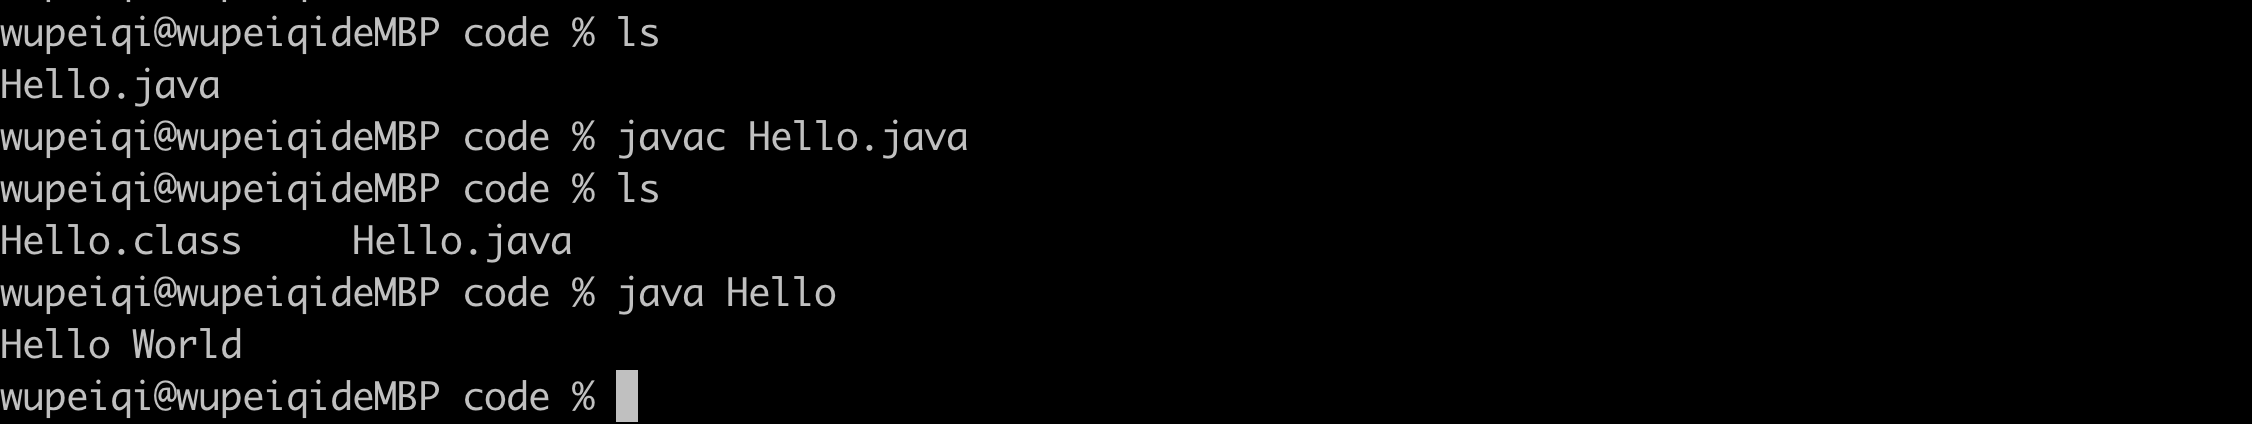 wupeiqi@wupeiqideMBP code % ls
Hello.java
wupeiqi@wupeiqideMBP code % javac Hello.java
wupeiqi@wupeiqideMBP code % ls
Hello.class     Hello.java
wupeiqi@wupeiqideMBP code % java Hello
Hello World
wupeiqi@wupeiqideMBP code %